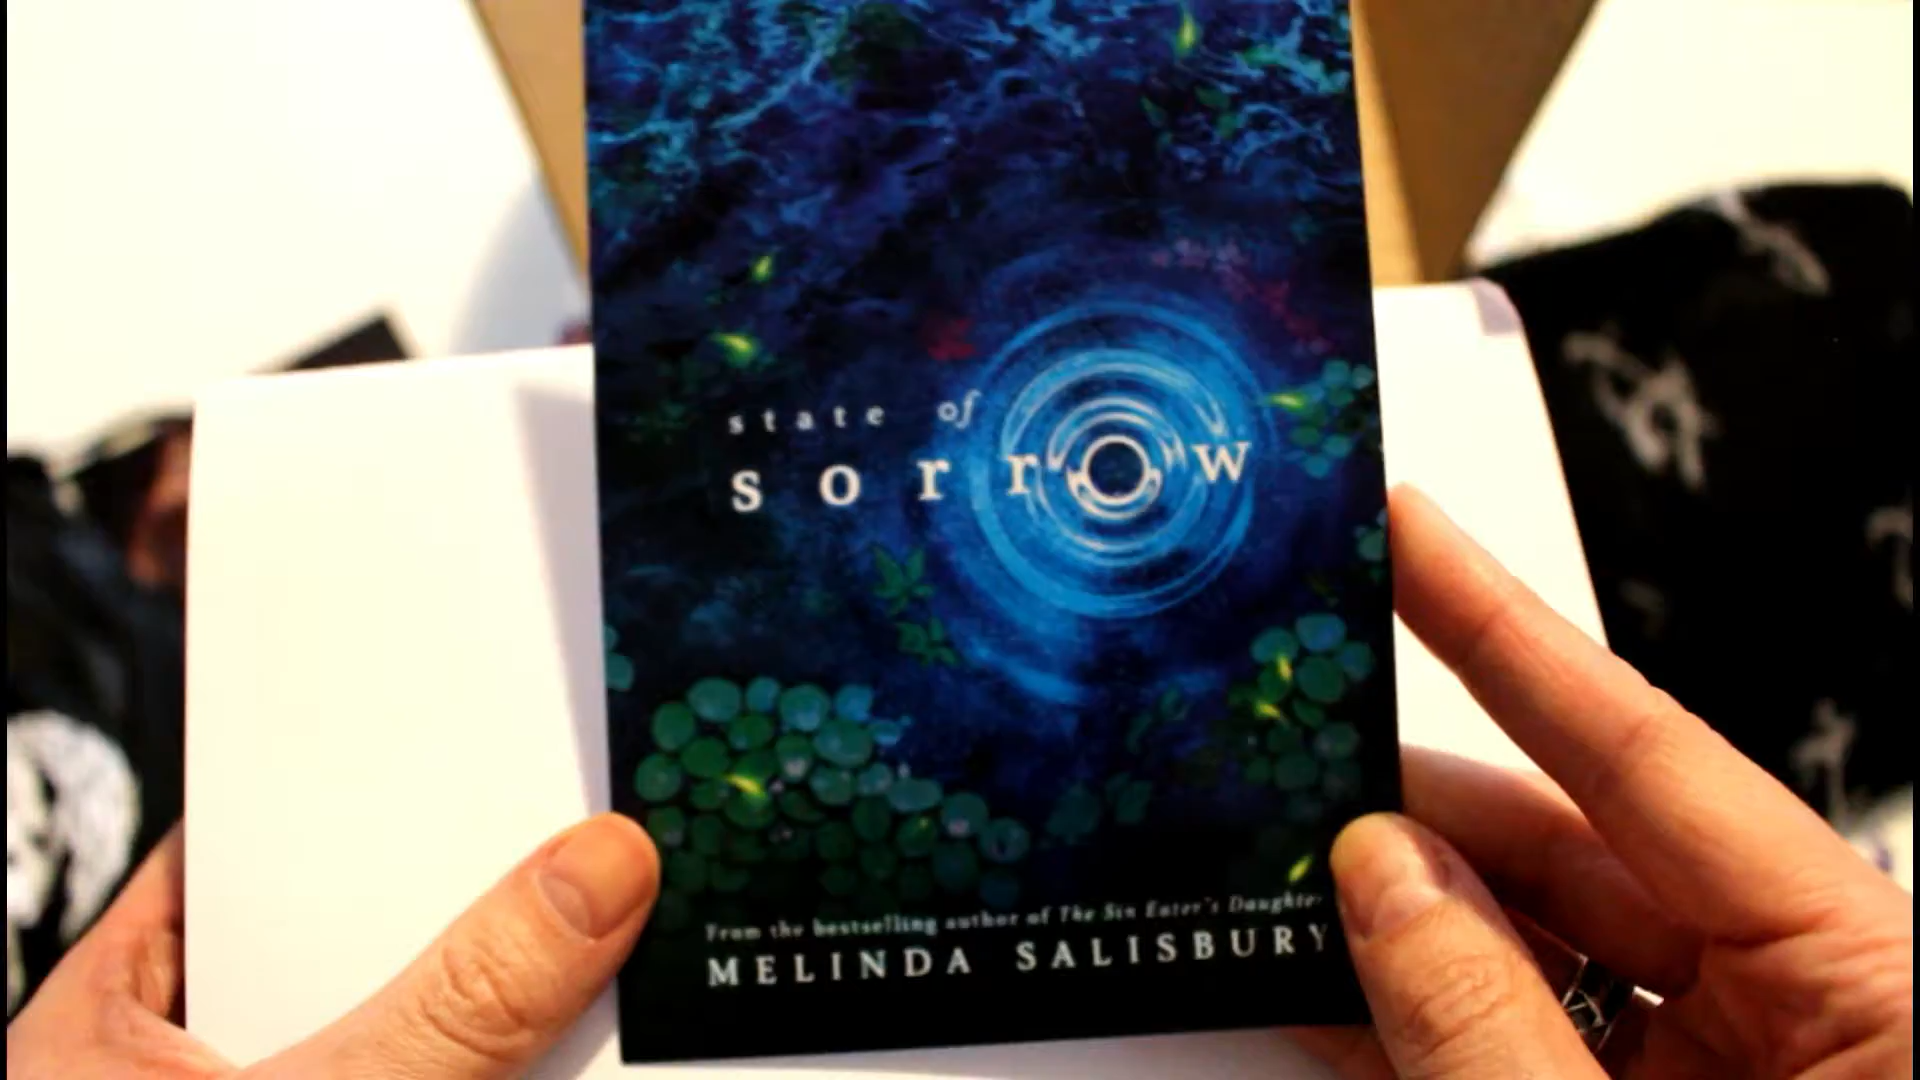 state of
sorrow
From the bestselling author of The Sin Eater's Daughter
MELINDA SALISBURY